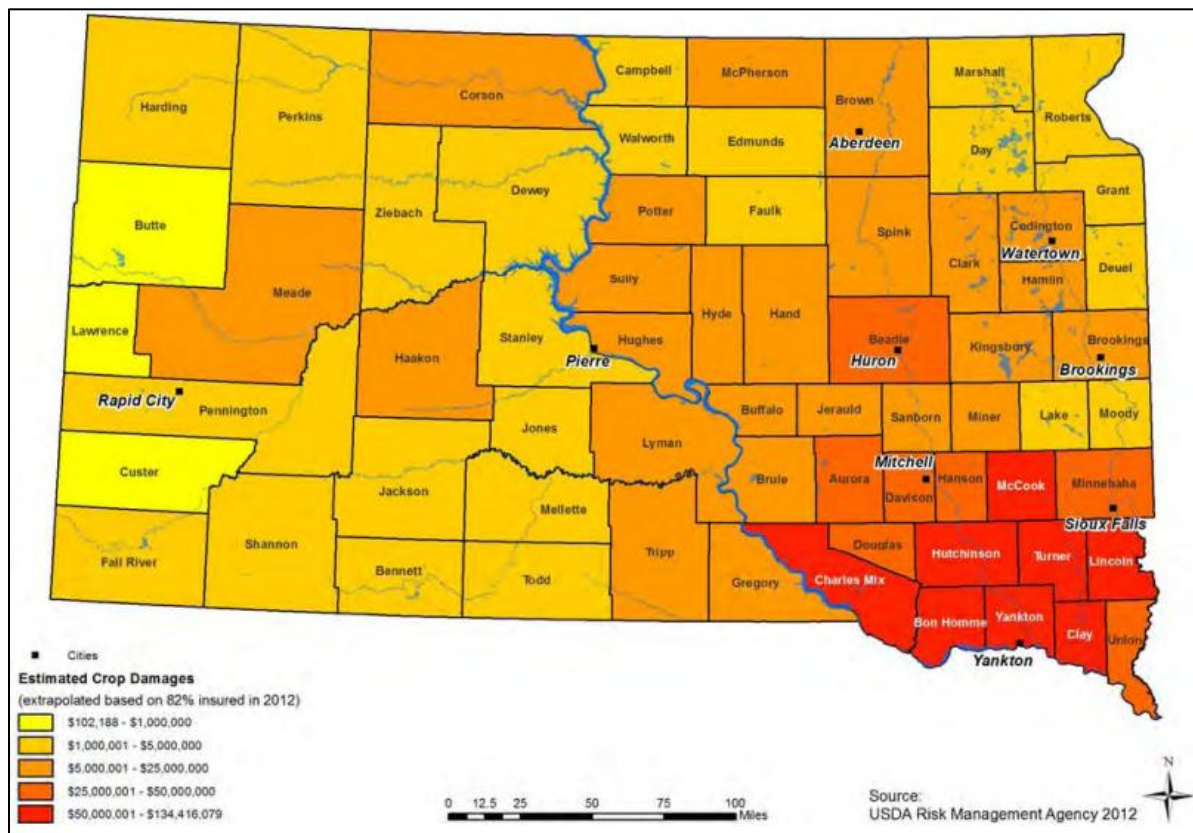 Harding
Perkins
Corson
Campbell
McPherson
Brown
Marshall
Roberts
Walworth
Edmunds
Aberdeen
Day
Dewey
Ziebach
Butte
Potter
Faulk
Spink
Grant
Codington
Clark
Watertown
Hamlin
Deuel
Meade
Sully
Hyde
Hand
Lawrence
Haakon
Stanley
Hughes
Pierre
Beadle
Huron
Kingsbury
Brookings
Brookings
Rapid City
Pennington
Jones
Lyman
Buffalo
Jerauld
Sanborn
Miner
Lake
Moody
Custer
Jackson
Mellette
Brule
Aurora
Mitchell
Davison
Hanson
McCook
Minnehaha
Sioux Falls
Fall River
Shannon
Bennett
Todd
Tripp
Gregory
Charles Mix
Douglas
Hutchinson
Turner
Lincoln
Bon Homme
Yankton
Clay
Union
Yankton
Cities
Estimated Crop Damages
(extrapolated based on 82% insured in 2012)
$102,188 - $1,000,000
$1,000,001 - $5,000,000
$5,000,001 - $25,000,000
$25,000,001 - $50,000,000
$50,000,001 - $134,416,079
0 12.5 25 50 75 100
Miles
Source:
USDA Risk Management Agency 2012
N